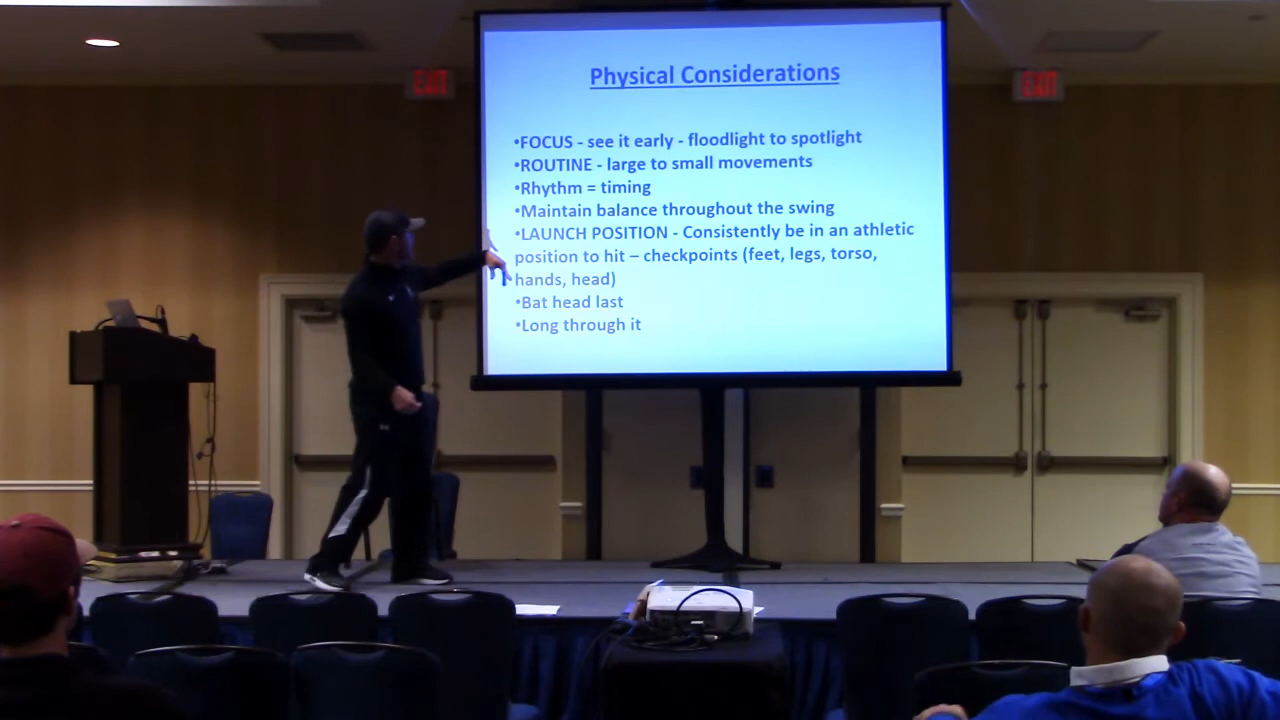 EXIT
EXIT
Physical Considerations
•FOCUS - see it early - floodlight to spotlight
•ROUTINE - large to small movements
•Rhythm = timing
•Maintain balance throughout the swing
•LAUNCH POSITION - Consistently be in an athletic
position to hit – checkpoints (feet, legs, torso,
hands, head)
•Bat head last
•Long through it